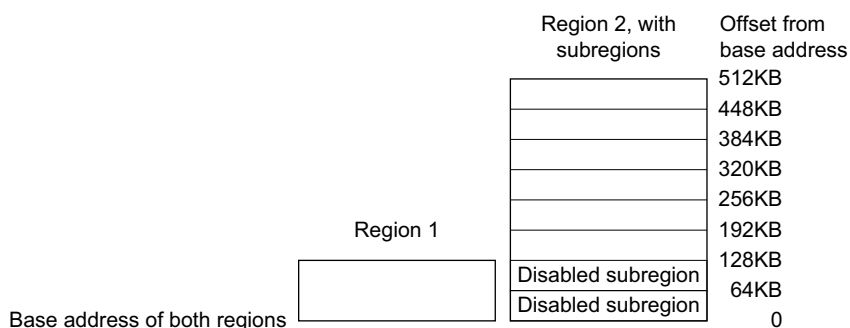 Region 2, with
subregions
Offset from
base address
512KB
448KB
384KB
320KB
256KB
192KB
Region 1
128KB
Disabled subregion
64KB
Disabled subregion
Base address of both regions
0